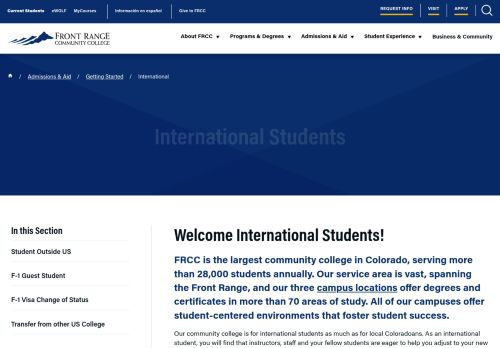 Current Students eWOLF MyCourses Información en español Give to FRCC REQUEST INFO VISIT APPLY
FRONT RANGE
COMMUNITY COLLEGE
About FRCC Programs & Degrees Admissions & Aid Student Experience Business & Community
/ Admissions & Aid / Getting Started / International
International Students
In this Section
Student Outside US
F-1 Guest Student
F-1 Visa Change of Status
Transfer from other US College
Welcome International Students!
FRCC is the largest community college in Colorado, serving more
than 28,000 students annually. Our service area is vast, spanning
the Front Range, and our three campus locations offer degrees and
certificates in more than 70 areas of study. All of our campuses offer
student-centered environments that foster student success.
Our community college is for international students as much as for local Coloradoans. As an international
student, you will find that instructors, staff and your fellow students are eager to help you adjust to your new